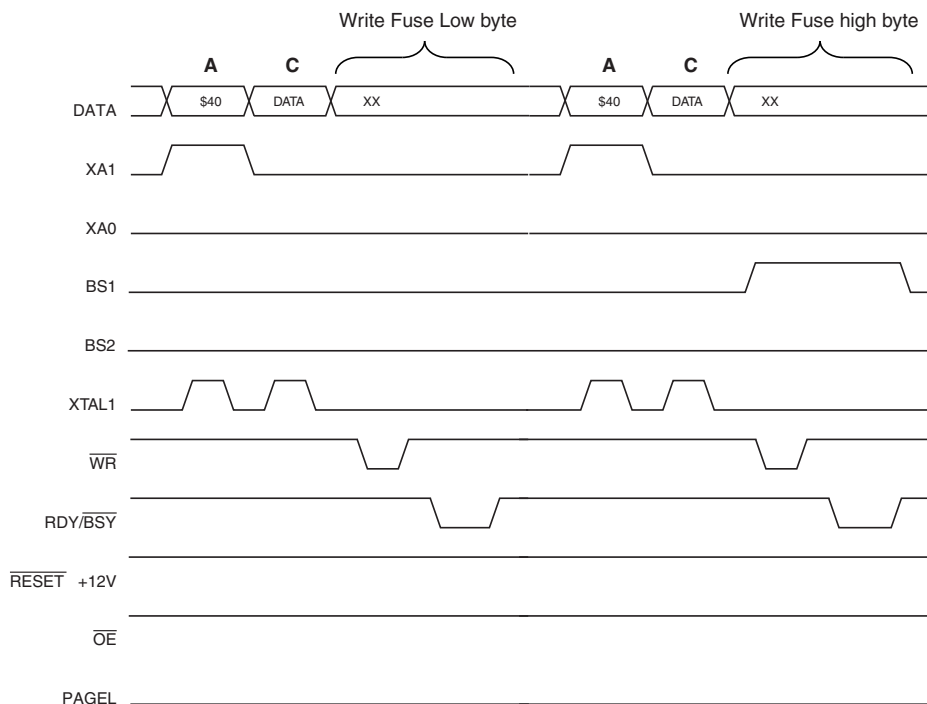 Write Fuse Low byte Write Fuse high byte
A C A C
DATA $40 DATA XX $40 DATA XX
XA1
XA0
BS1
BS2
XTAL1
WR
RDY/BSY
RESET +12V
OE
PAGEL